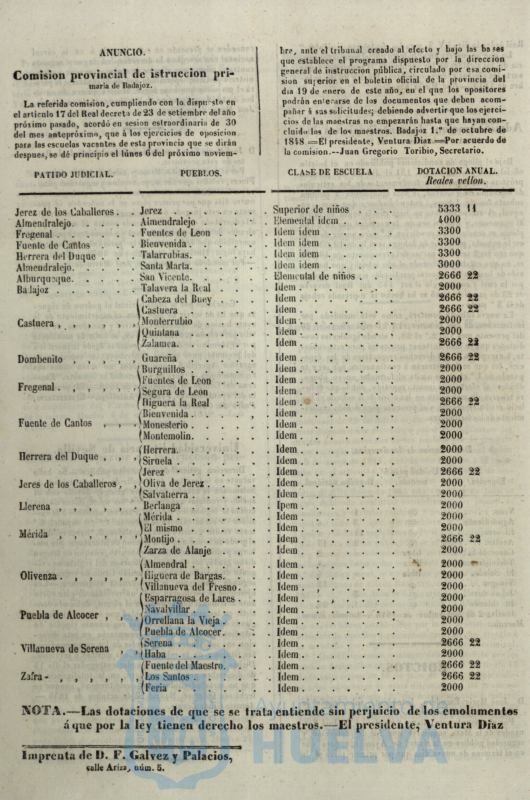 ANUNCIO.
Comision provincial de istruccion pri-
maria de Badajoz.
La referida comision, cumpliendo con lo dispuesto en
el articulo 17 del Real decreto de 23 de setiembre del año
próximo pasado, acordó en sesion estraordinaria de 30
del mes anteprósimo, que á los ejercicios de oposicion
para las escuelas vacantes de esta provincia que se dirán
despues, se dé principio el lúnes 6 del próximo noviem-
bre, ante el tribunal creado al efecto y bajo las bases
que establece el programa dispuesto por la direccion
general de instruccion pública, circulado por esa comi-
sion superior en el boletin oficial de la provincia del
dia 19 de enero de este año, en el que los opositores
podrán enterarse de los documentos que deben acom-
pañar á sus solicitudes; debiendo advertir que los ejerci-
cios de las maestras no empezarán hasta que hayan con-
cluido los de los maestros. Badajoz 1.º de octubre de
1848.=El presidente, Ventura Diaz.=Por acuerdo de
la comision.--Juan Gregorio Toribio, Secretario.
PATIDO JUDICIAL. PUEBLOS. CLASE DE ESCUELA DOTACION ANUAL.
Reales vellon.
Jerez de los Caballeros. . Jerez . . . . . . Superior de niños . . . 5333 11
Almendralejo. . . . Almendralejo . . . . Elemental idem . . . . 4000
Fregenal . . . . . Fuentes de Leon . . . Idem idem . . . . . 3300
Fuente de Cantos . . . Bienvenida . . . . . Idem idem . . . . . 3300
Herrera del Duque . . . Talarrubias. . . . . Idem idem . . . . . 3300
Almendralejo. . . . Santa Marta. . . . . Idem idem . . . . . 3000
Alburquerque. . . . San Vicente. . . . . Elemental de niños . . . 2666 22
Badajoz . . . . . Talavera la Real . . . Idem . . . . . . 2000
Cabeza del Buey . . . Idem . . . . . . 2666 22
Castuera . . . . . Idem . . . . . . 2666 22
Castuera , , , , , , Monterrubio . . . . Idem . . . . . . 2000
Quintana . . . . . Idem . . . . . . 2000
Zalamea. . . . . . Idem . . . . . . 2666 22
Dombenito , , , , , Guareña . . . . . Idem . . . . . . 2666 22
Burguillos . . . . . Idem . . . . . . 2000
Fuentes de Leon . . . Idem . . . . . . 2000
Fregenal . , , , , , Segura de Leon . . . Idem . . . . . . 2000
Higuera la Real . . . Idem . . . . . . 2666 22
Bienvenida . . . . . Idem . . . . . . 2000
Fuente de Cantos , , , Monesterio . . . . . Idem . . . . . . 2000
Montemolin. . . . . Idem . . . . . . 2000
Herrera del Duque , , , Herrera. . . . . . Idem . . . . . . 2000
Siruela . . . . . . Idem . . . . . . 2000
Jerez . . . . . . Idem . . . . . . 2666 22
Jeres de los Caballeros, , Oliva de Jerez. . . . Idem . . . . . . 2000
Salvatierra . . . . . Idem . . . . . . 2000
Llerena , , , , , , Berlanga . . . . . Ipem . . . . . . 2000
Mérida . . . . . . Idem . . . . . . 2000
El mismo . . . . . Idem . . . . . . 2000
Mérida , , , , , , Montijo . . . . . . Idem . . . . . . 2666 22
Zarza de Alanje . . . Idem . . . . . . 2000
Almendral . . . . . Idem . . . . . . 2000
Olivenza . , , , , , Higuera de Bargas. . . Idem . . . . . . 2000
Villanueva del Fresno. . Idem . . . . . . 2000
Esparragosa de Lares . . Idem . . . . . . 2000
Navalvillar . . . . . Idem . . . . . . 2000
Puebla de Alcocer , , Orrellana la Vieja . . . Idem . . . . . . 2000
Puebla de Alcocer. . . Idem . . . . . . 2000
Serena . . . . . . Idem . . . . . . 2666 22
Villanueva de Serena Haba . . . . . . Idem . . . . . . 2000
Fuente del Maestro. . . Idem . . . . . . 2666 22
Zafra - , , , , , Los Santos . . . . . Idem . . . . . . 2666 22
Feria . . . . . . Idem . . . . . . 2000
NOTA.—Las dotaciones de que se se trata entiende sin perjuicio de los emolumentos
á que por la ley tienen derecho los maestros.—El presidente, Ventura Diaz
Imprenta de D. F. Galvez y Palacios,
calle Ariza, núm. 5.
HUELVA